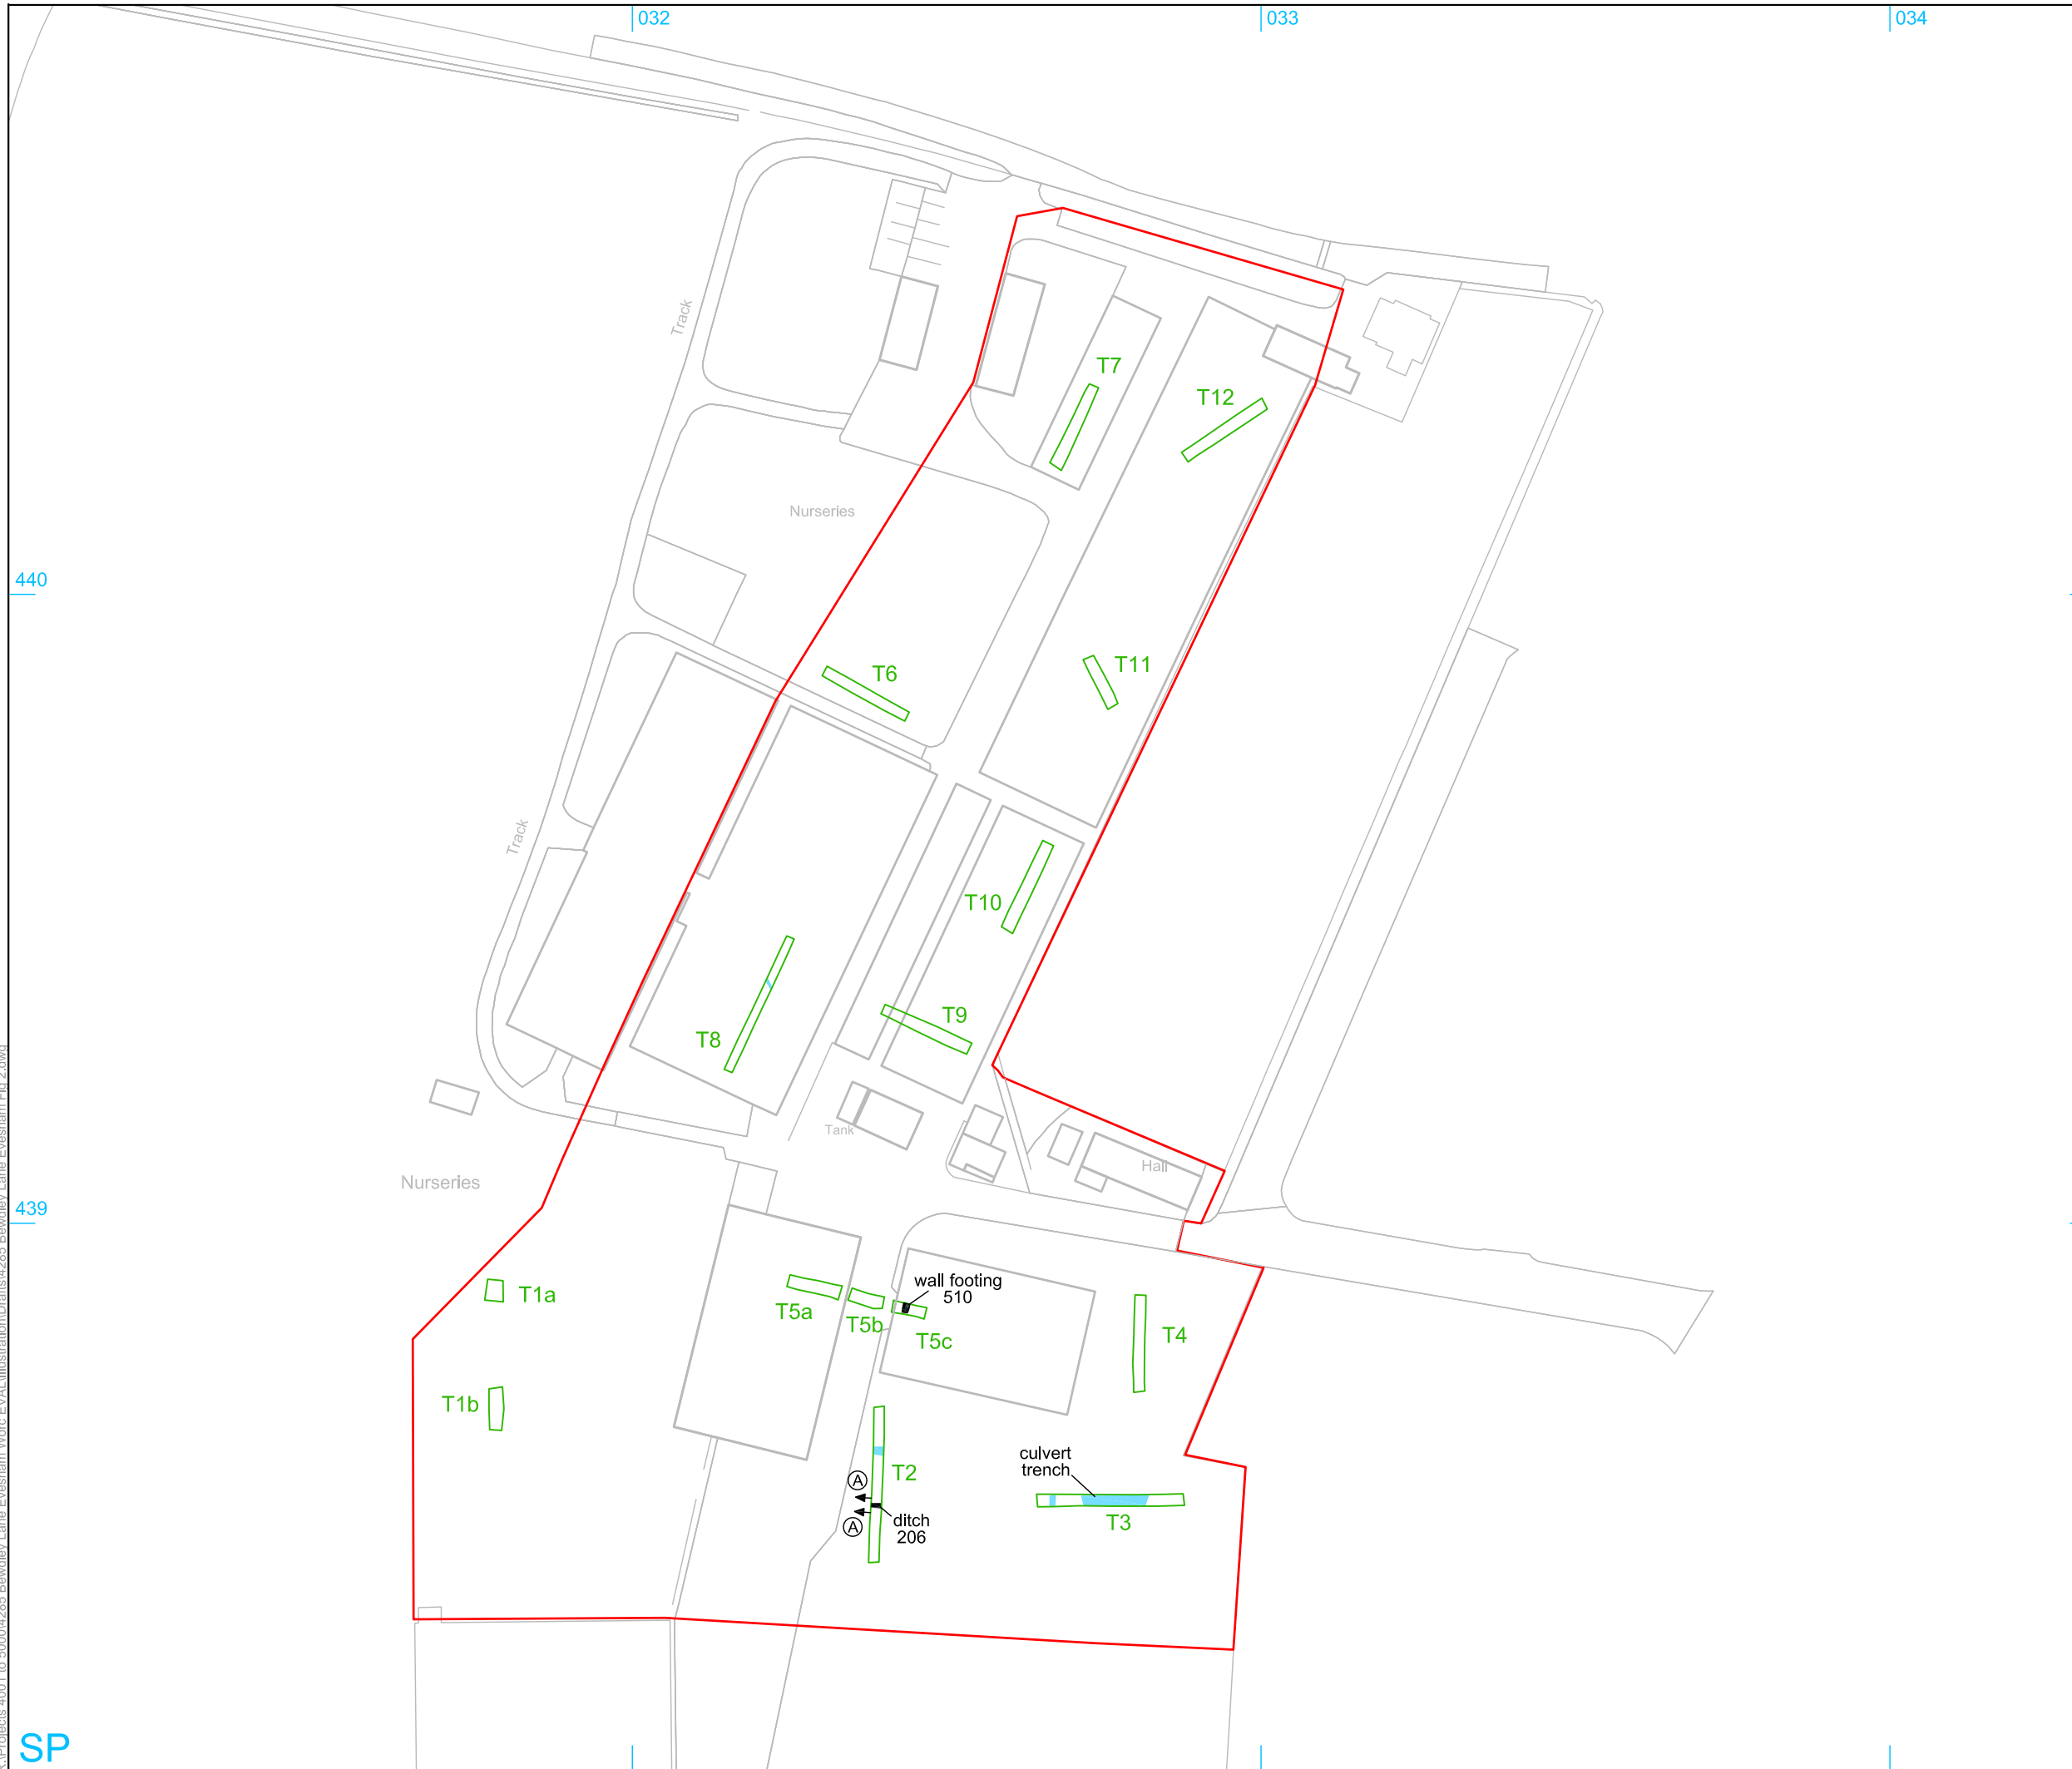 032
033
034
Track
T7
T12
Nurseries
440
T6
T11
Track
T10
T9
T8
Tank
Hall
Nurseries
439
T1a
T5a
T5b
wall footing
510
T5c
T4
T1b
T2
culvert
trench
A
A
ditch
206
T3
SP